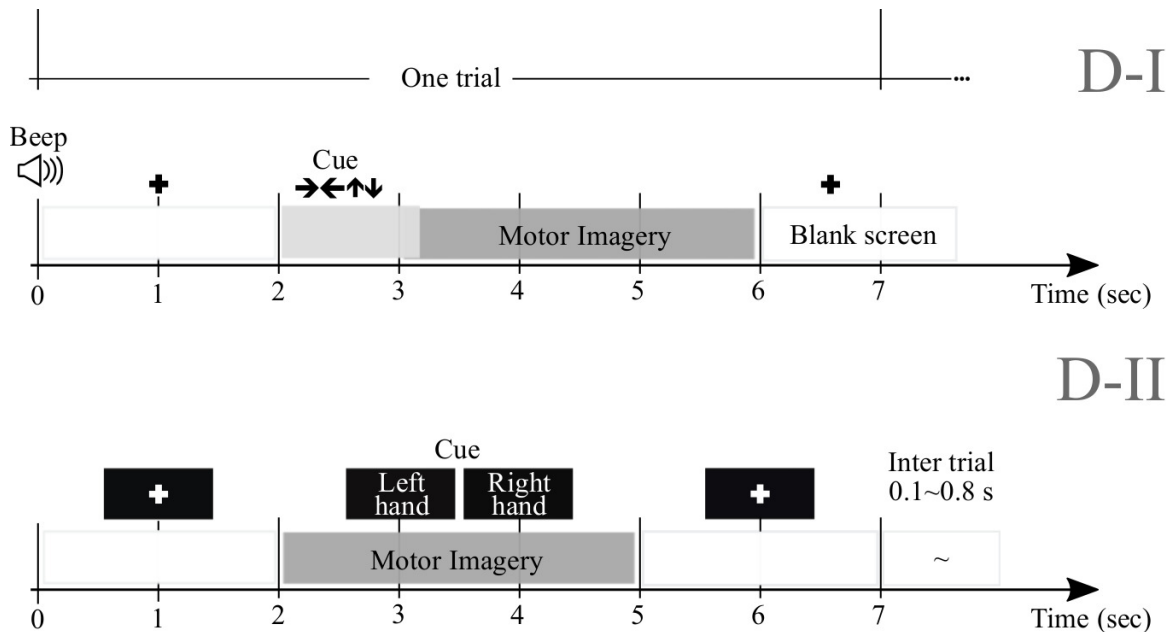 One trial
...
D-I
Beep
Cue
Motor Imagery
Blank screen
0 1 2 3 4 5 6 7
Time (sec)
D-II
Cue
Left hand
Right hand
Inter trial
0.1~0.8 s
Motor Imagery
~
0 1 2 3 4 5 6 7
Time (sec)